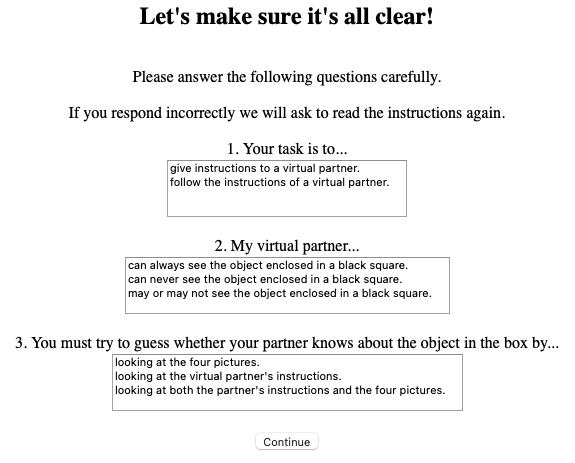 Let's make sure it's all clear!
Please answer the following questions carefully.
If you respond incorrectly we will ask to read the instructions again.
1. Your task is to...
give instructions to a virtual partner.
follow the instructions of a virtual partner.
2. My virtual partner...
can always see the object enclosed in a black square.
can never see the object enclosed in a black square.
may or may not see the object enclosed in a black square.
3. You must try to guess whether your partner knows about the object in the box by...
looking at the four pictures.
looking at the virtual partner's instructions.
looking at both the partner's instructions and the four pictures.
Continue